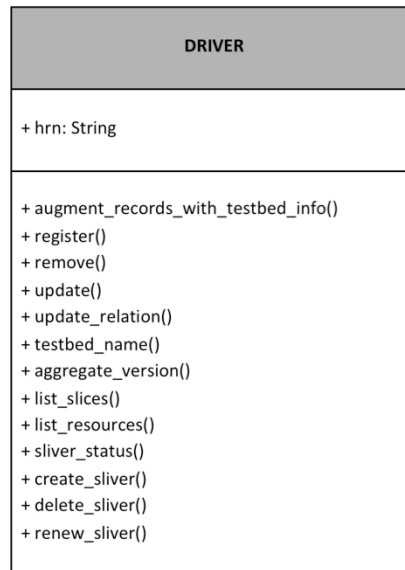 DRIVER
+ hrn: String
+ augment_records_with_testbed_info()
+ register()
+ remove()
+ update()
+ update_relation()
+ testbed_name()
+ aggregate_version()
+ list_slices()
+ list_resources()
+ sliver_status()
+ create_sliver()
+ delete_sliver()
+ renew_sliver()